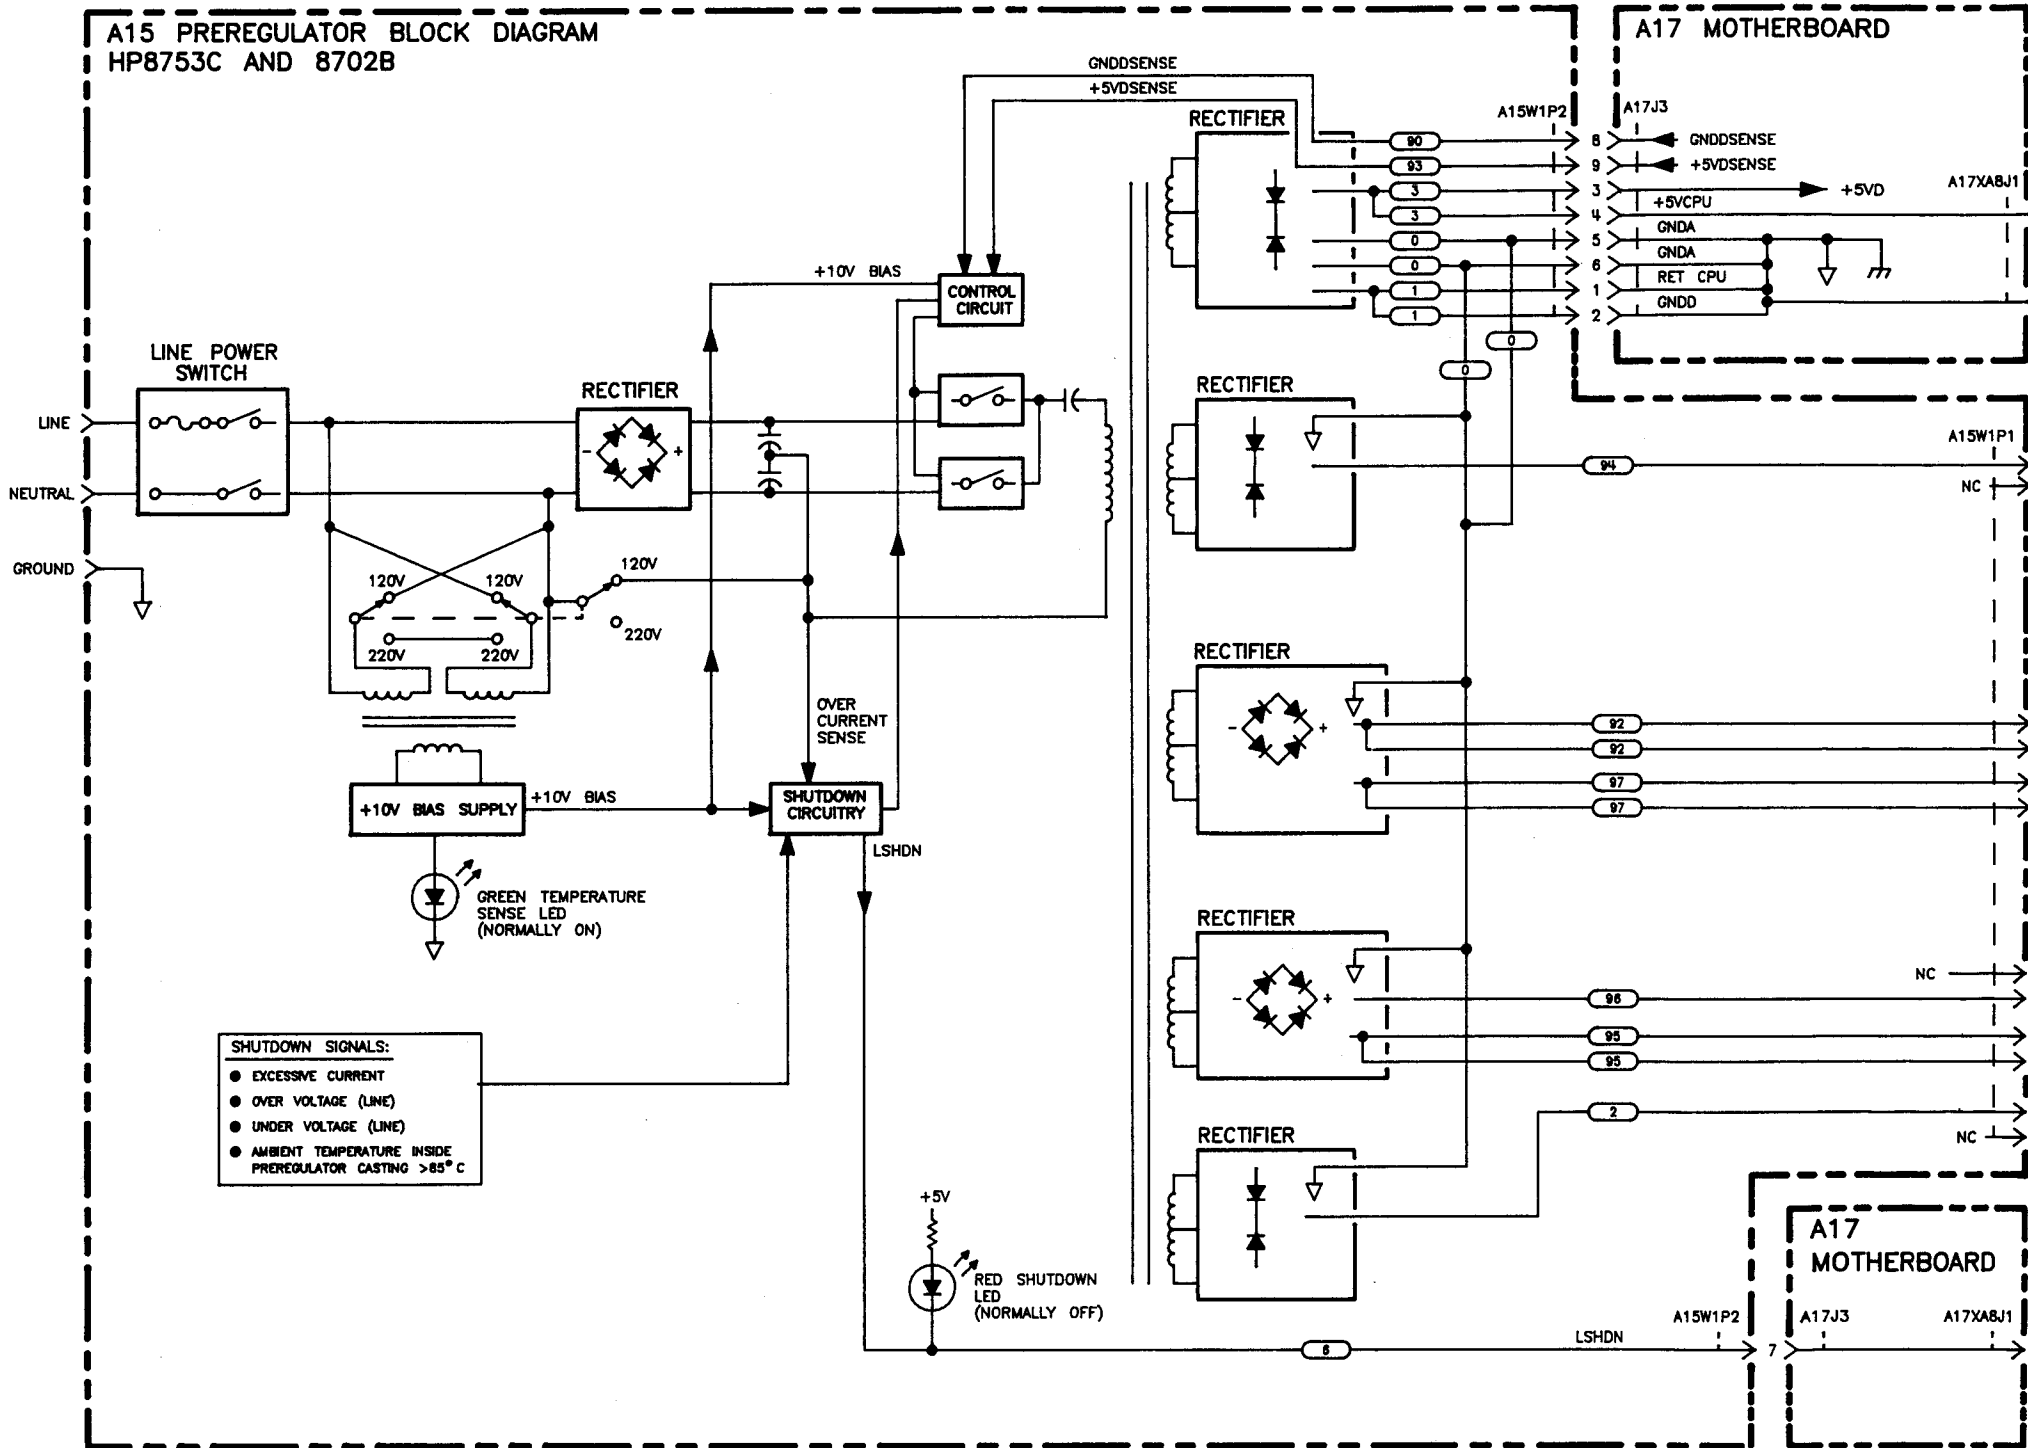 A15 PREREGULATOR BLOCK DIAGRAM
HP8753C AND 8702B
A17 MOTHERBOARD
GNDDSENSE
+5VDSENSE
RECTIFIER
A15W1P2
A17J3
90
8
GNDDSENSE
93
9
+5VDSENSE
3
3
+5VD
A17XA8J1
3
4
+5VCPU
0
5
GNDA
0
6
GNDA
1
1
RET CPU
1
2
GNDD
0
0
+10V BIAS
CONTROL
CIRCUIT
LINE POWER
SWITCH
RECTIFIER
- +
RECTIFIER
LINE
NEUTRAL
GROUND
A15W1P1
94
NC
120V
120V
120V
220V
220V
220V
OVER
CURRENT
SENSE
+10V BIAS SUPPLY
+10V BIAS
SHUTDOWN
CIRCUITRY
LSHDN
GREEN TEMPERATURE
SENSE LED
(NORMALLY ON)
RECTIFIER
- +
92
92
97
97
RECTIFIER
- +
NC
96
95
95
2
NC
SHUTDOWN SIGNALS:
● EXCESSIVE CURRENT
● OVER VOLTAGE (LINE)
● UNDER VOLTAGE (LINE)
● AMBIENT TEMPERATURE INSIDE
PREREGULATOR CASTING >85° C
RECTIFIER
+5V
RED SHUTDOWN
LED
(NORMALLY OFF)
A17
MOTHERBOARD
6
LSHDN
A15W1P2
7
A17J3
A17XA8J1